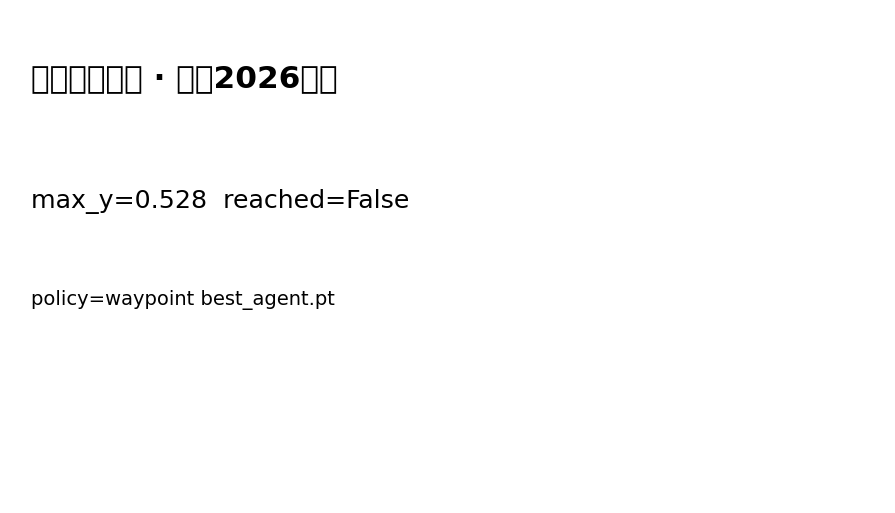 · 2026
max_y=0.528 reached=False
policy=waypoint best_agent.pt